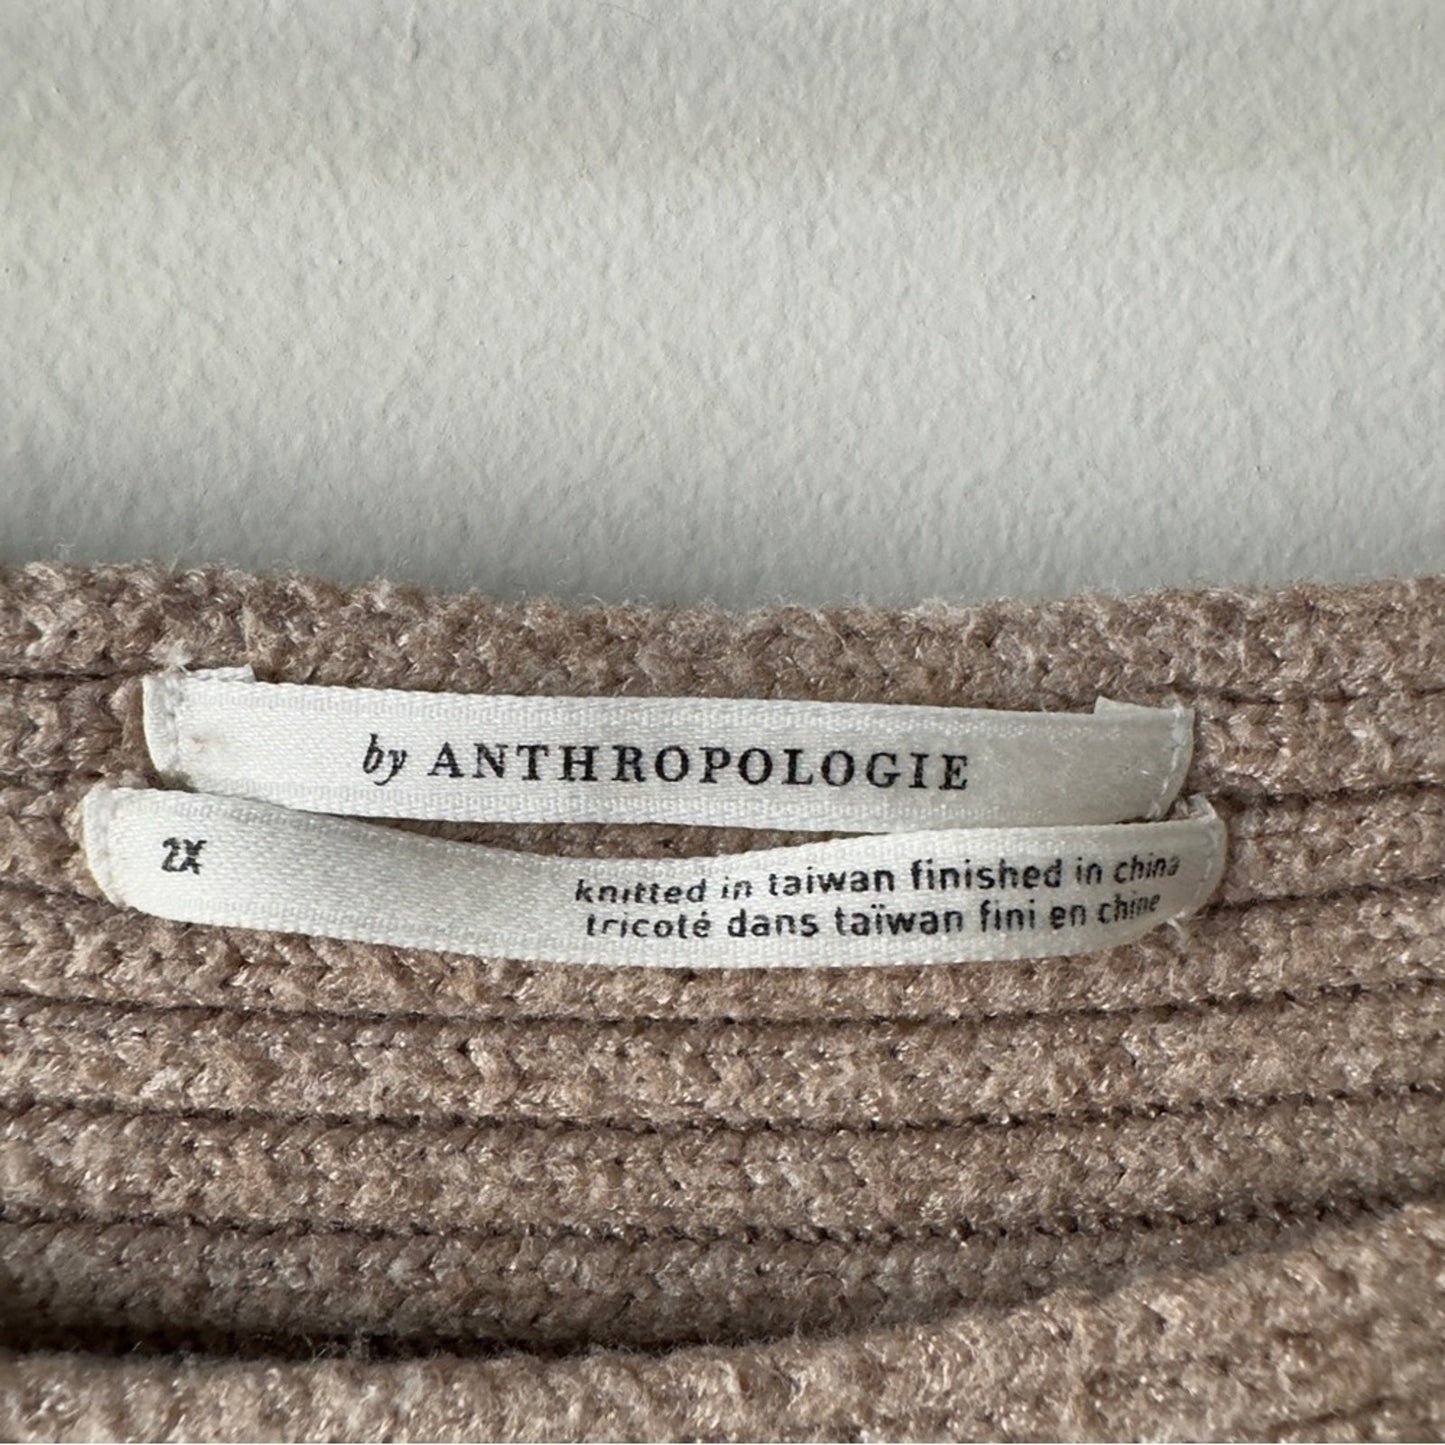 by ANTHROPOLOGIE
2X
knitted in taiwan finished in china
tricoté dans taïwan fini en chine